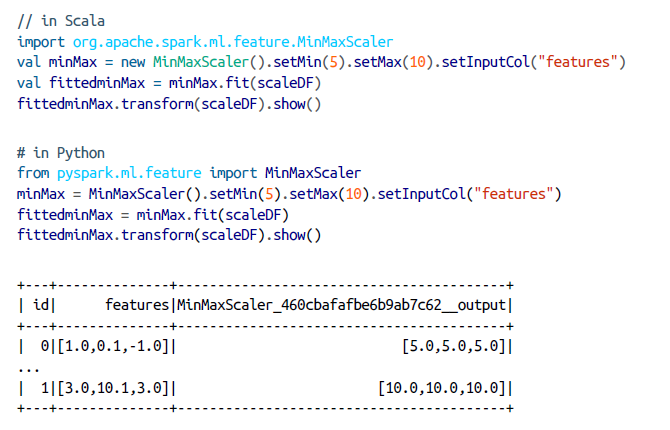 // in Scala
import org.apache.spark.ml.feature.MinMaxScaler
val minMax = new MinMaxScaler().setMin(5).setMax(10).setInputCol("features")
val fittedminMax = minMax.fit(scaleDF)
fittedminMax.transform(scaleDF).show()
# in Python
from pyspark.ml.feature import MinMaxScaler
minMax = MinMaxScaler().setMin(5).setMax(10).setInputCol("features")
fittedminMax = minMax.fit(scaleDF)
fittedminMax.transform(scaleDF).show()
+---+--------------+-----------------------------------------+
| id|      features|MinMaxScaler_460cbafafbe6b9ab7c62__output|
+---+--------------+-----------------------------------------+
|  0|[1.0,0.1,-1.0]|                            [5.0,5.0,5.0]|
...
|  1|[3.0,10.1,3.0]|                         [10.0,10.0,10.0]|
+---+--------------+-----------------------------------------+